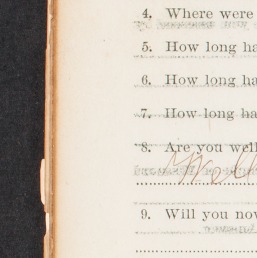 4. Where were
5. How long ha
6. How long ha
7. How long ha
8. Are you well
9. Will you now